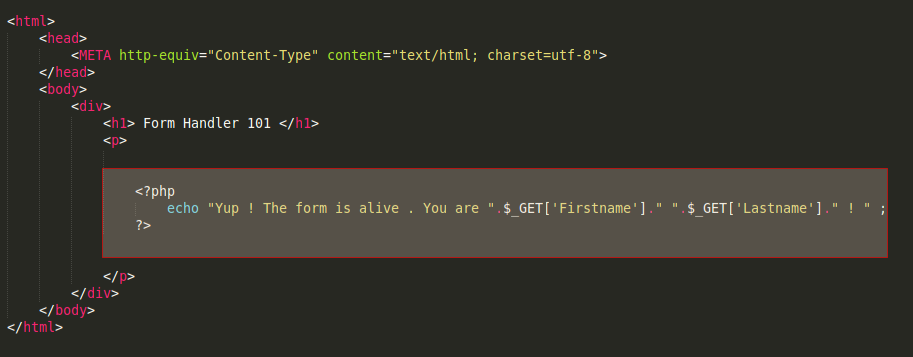 <html>
<head>
<META http-equiv="Content-Type" content="text/html; charset=utf-8">
</head>
<body>
<div>
<h1> Form Handler 101 </h1>
<p>
<?php
echo "Yup ! The form is alive . You are ".$_GET['Firstname']." ".$_GET['Lastname']." ! " ;
?>
</p>
</div>
</body>
</html>